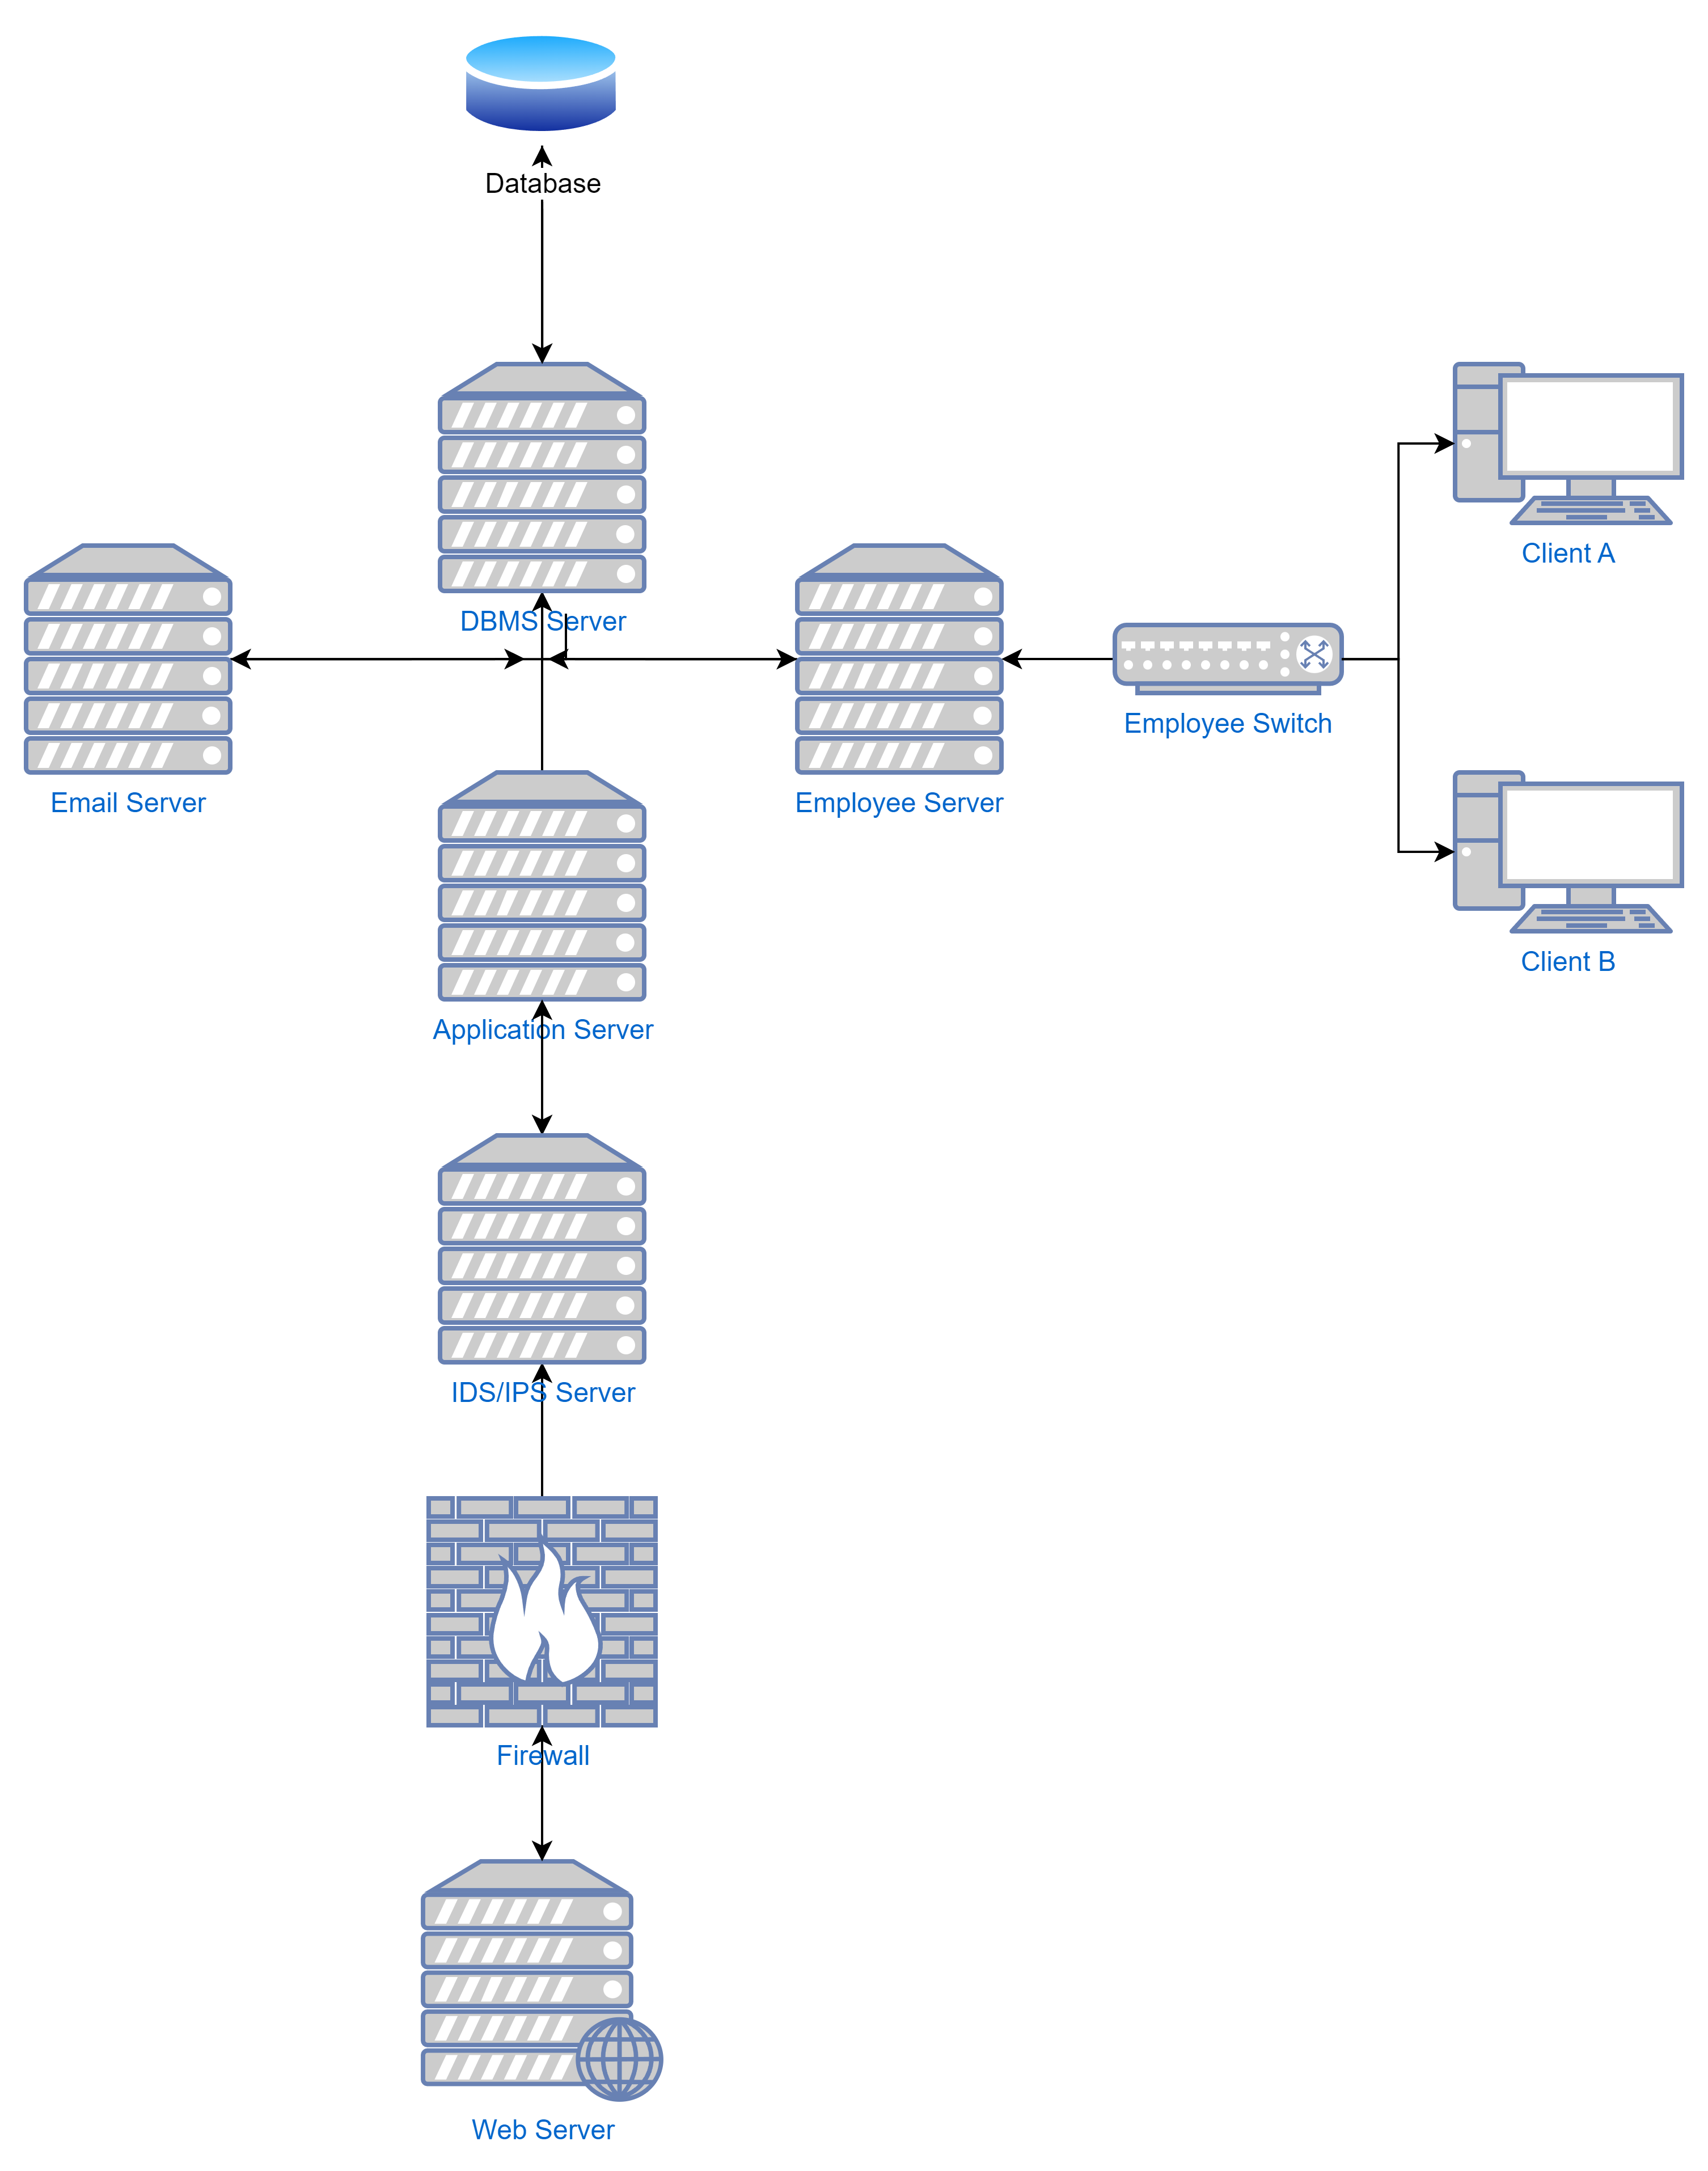 Database
DBMS Server
Client A
Employee Switch
Email Server
Employee Server
Client B
Application Server
IDS/IPS Server
Firewall
Web Server